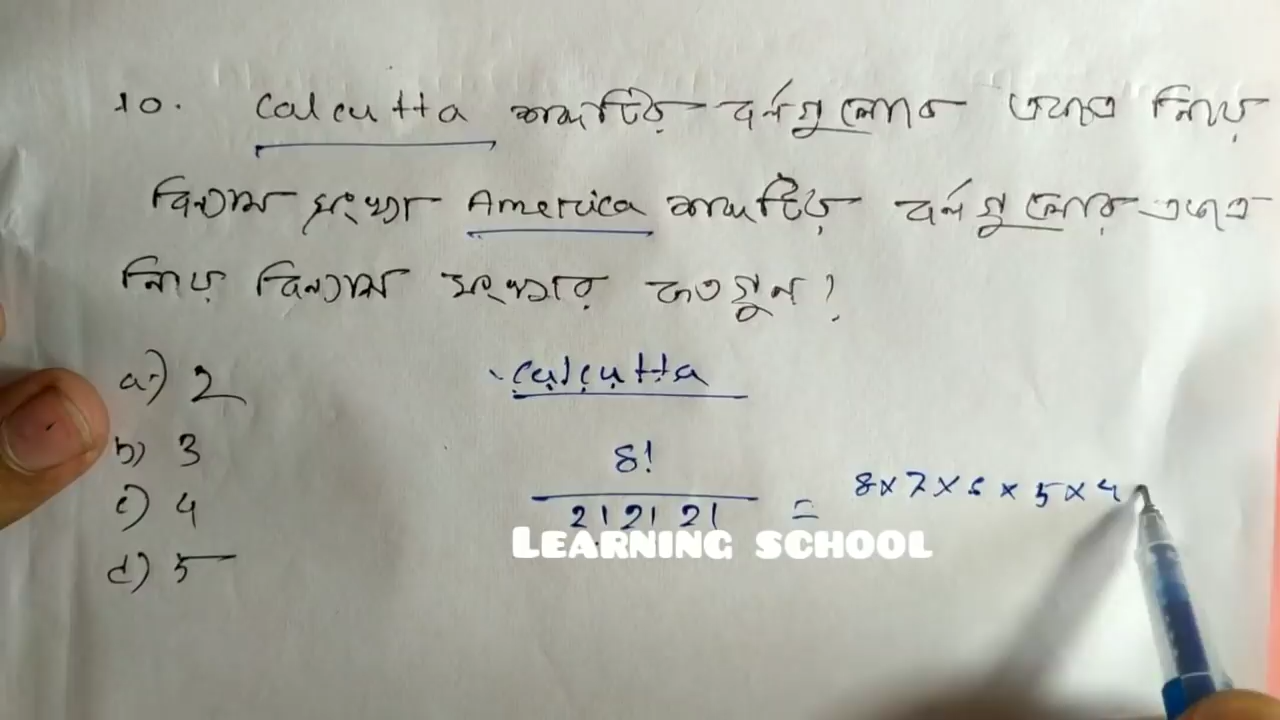 10. Calcutta শব্দটির বর্ণগুলোর একত্রে নিয়ে
বিন্যাস সংখ্যা America শব্দটির বর্ণগুলোর একত্রে
নিয়ে বিন্যাস সংখ্যার কতগুন?
a) 2
b) 3
c) 4
d) 5
Calcutta
8!
2! 2! 2! = 8×7×6×5×4
LEARNING SCHOOL